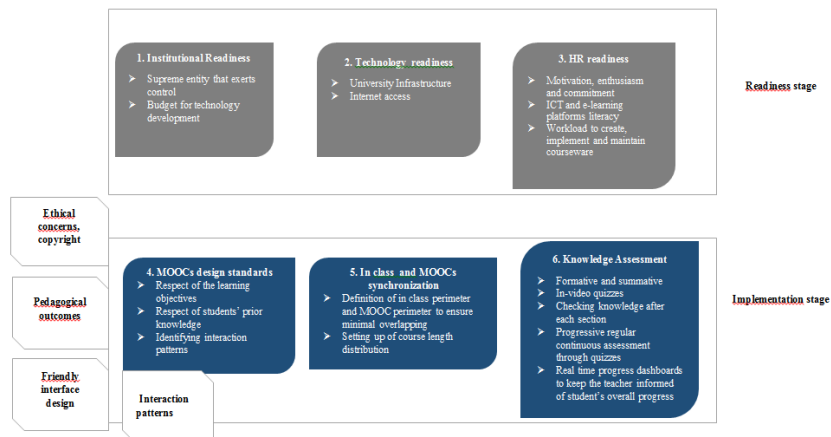 1. Institutional Readiness
Supreme entity that exerts
control
Budget for technology
development
2. Technology readiness
University Infrastructure
Internet access
3. HR readiness
Motivation, enthusiasm
and commitment
ICT and e-learning
platforms literacy
Workload to create,
implement and maintain
courseware
Readiness stage
Ethical
concerns,
copyright
Pedagogical
outcomes
Friendly
interface
design
4. MOOCs design standards
Respect of the learning
objectives
Respect of students' prior
knowledge
Identifying interaction
patterns
Interaction
patterns
5. In class and MOOCs
synchronization
Definition of in class perimeter
and MOOC perimeter to ensure
minimal overlapping
Setting up of course length
distribution
6. Knowledge Assessment
Formative and summative
In-video quizzes
Checking knowledge after
each section
Progressive regular
continuous assessment
through quizzes
Real time progress dashboards
to keep the teacher informed
of student's overall progress
Implementation stage